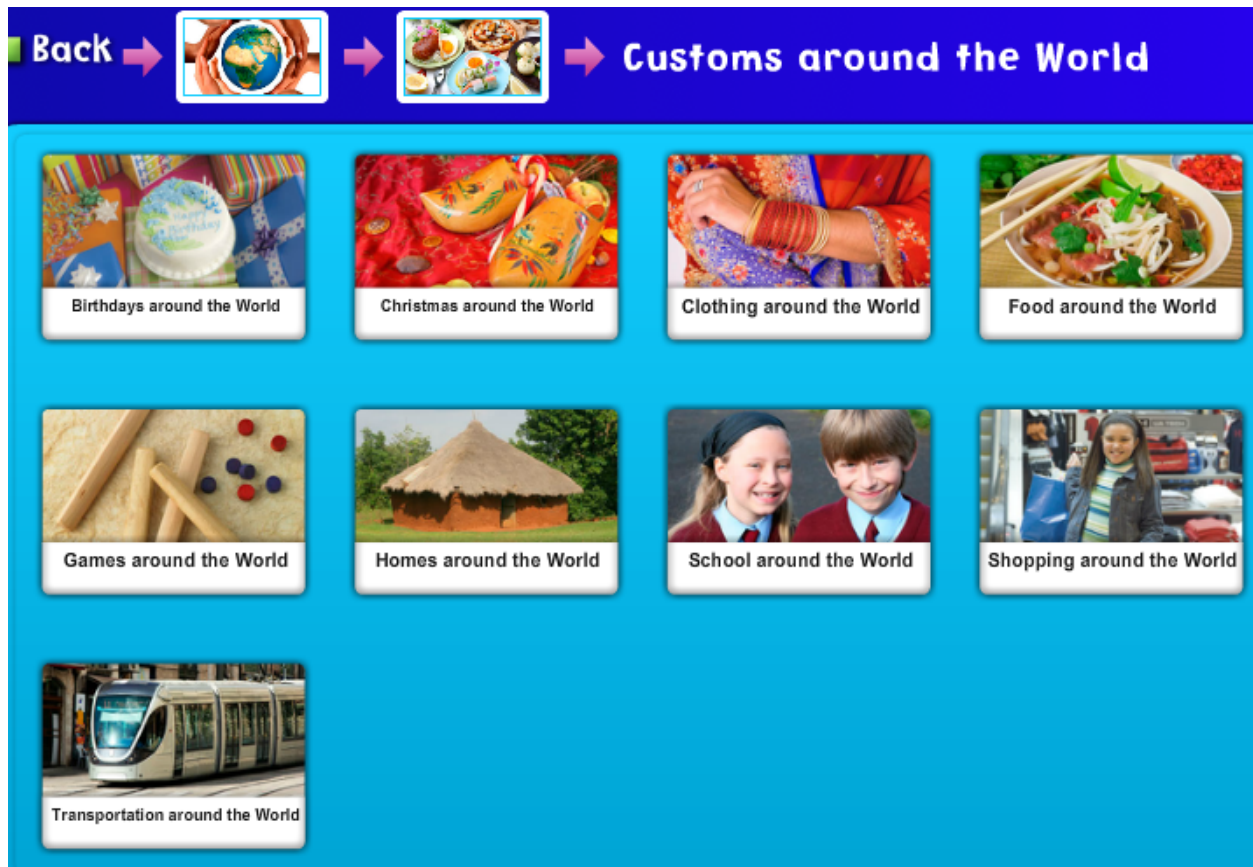 Back
Customs around the World
Happy
Birthday
Birthdays around the World
Christmas around the World
Clothing around the World
Food around the World
Games around the World
Homes around the World
School around the World
Shopping around the World
Transportation around the World